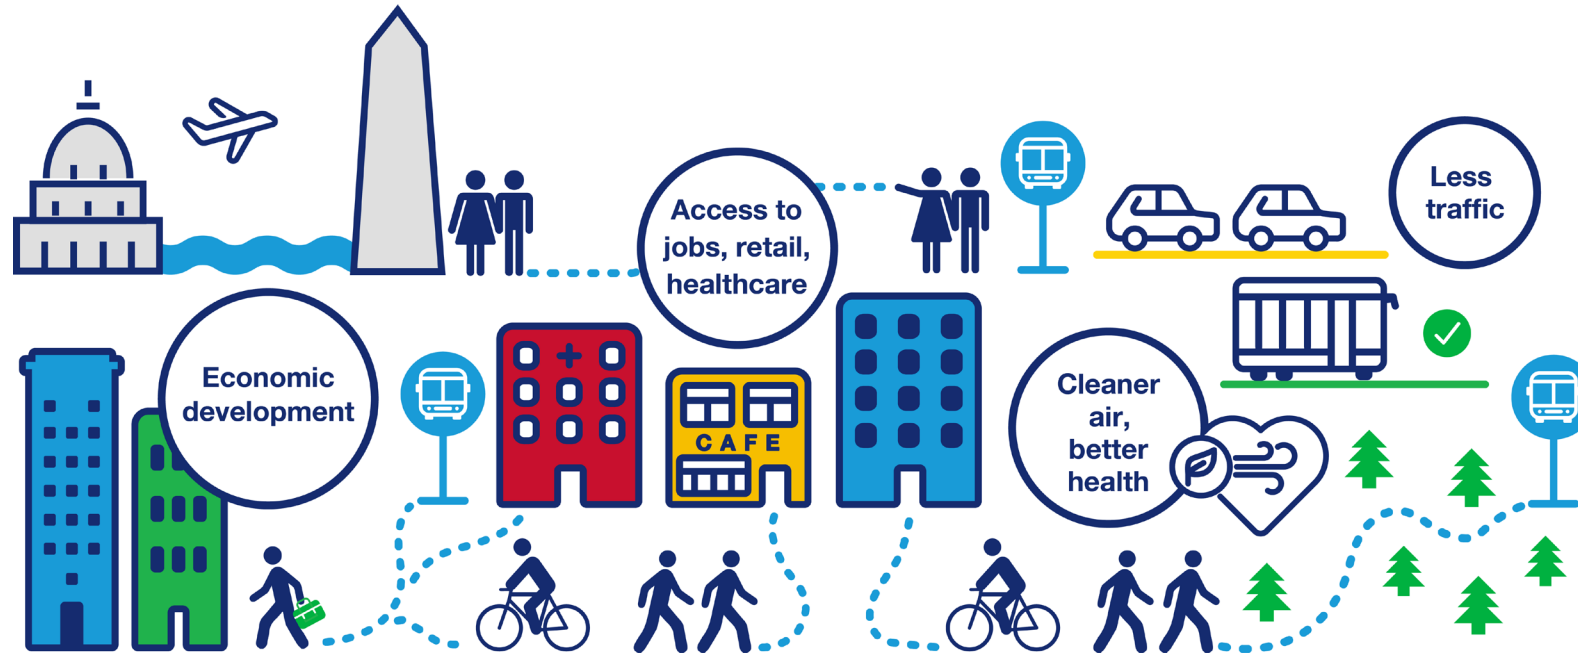 Access to
jobs, retail,
healthcare
Less
traffic
Economic
development
CAFE
Cleaner
air,
better
health